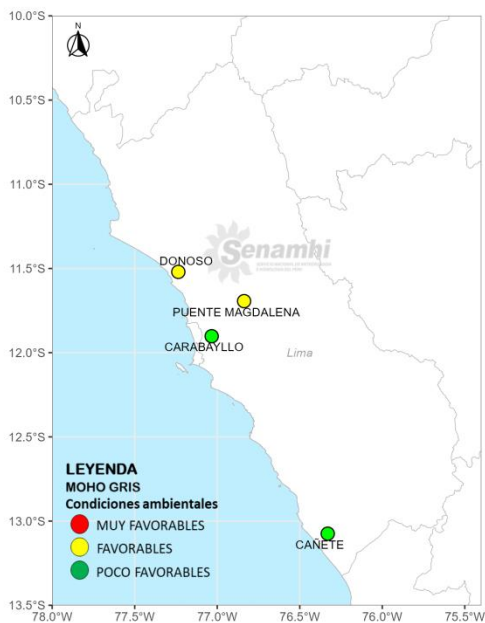 10.0°S
N
10.5°S
11.0°S
Senamhi
11.5°S
DONOSO
PUENTE MAGDALENA
CARABAYLLO
12.0°S
Lima
12.5°S
LEYENDA
MOHO GRIS
Condiciones ambientales
MUY FAVORABLES
FAVORABLES
POCO FAVORABLES
13.0°S
CAÑETE
13.5°S
78.0°W 77.5°W 77.0°W 76.5°W 76.0°W 75.5°W